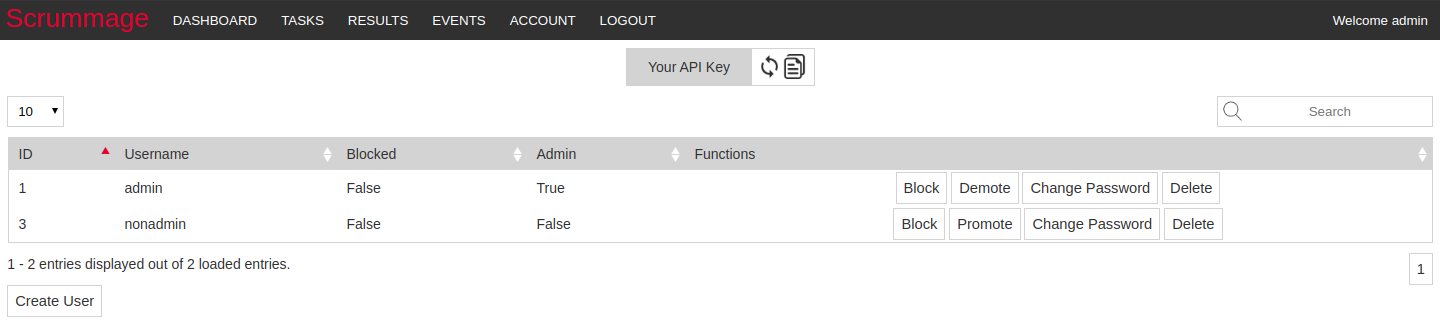 Scrummage DASHBOARD TASKS RESULTS EVENTS ACCOUNT LOGOUT Welcome admin
Your API Key
10 Search
ID Username Blocked Admin Functions
1 admin False True Block Demote Change Password Delete
3 nonadmin False False Block Promote Change Password Delete
1 - 2 entries displayed out of 2 loaded entries. 1
Create User